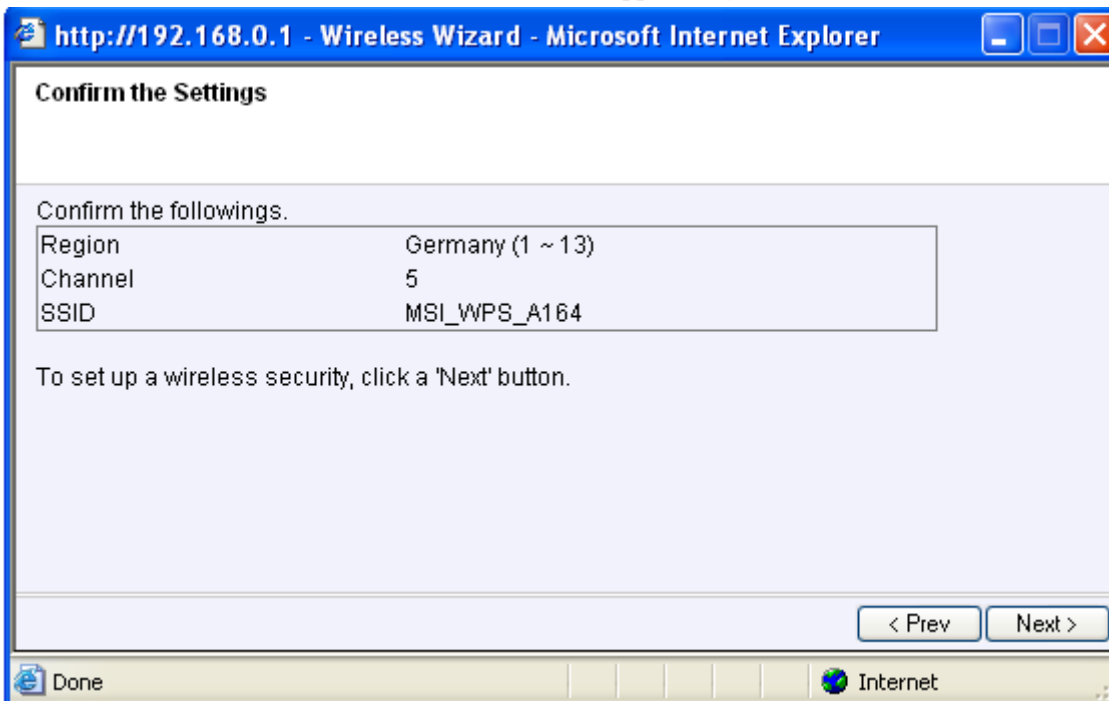 http://192.168.0.1 - Wireless Wizard - Microsoft Internet Explorer
Confirm the Settings
Confirm the followings.
Region Germany (1 ~ 13)
Channel 5
SSID MSI_WPS_A164
To set up a wireless security, click a 'Next' button.
< Prev Next >
Done Internet